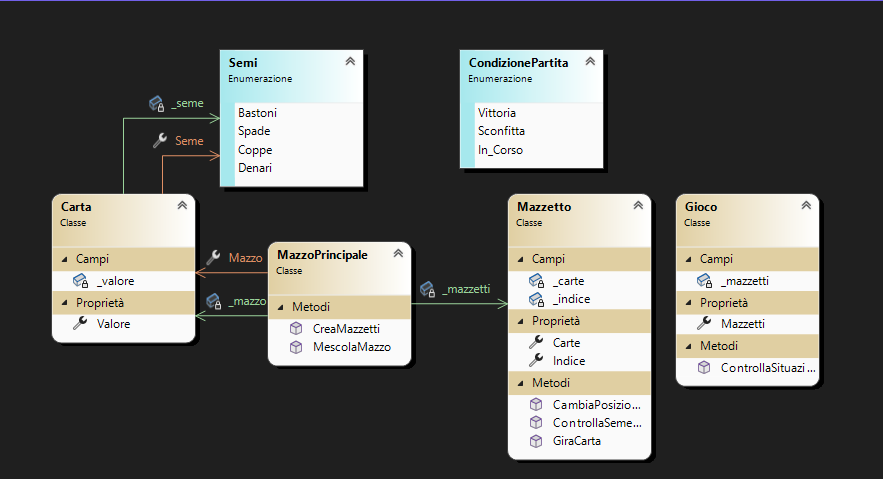 Semi
Enumerazione
Bastoni
Spade
Coppe
Denari
CondizionePartita
Enumerazione
Vittoria
Sconfitta
In_Corso
_seme
Seme
Carta
Classe
Campi
_valore
Proprietà
Valore
Mazzo
_mazzo
MazzoPrincipale
Classe
Metodi
CreaMazzetti
MescolaMazzo
_mazzetti
Mazzetto
Classe
Campi
_carte
_indice
Proprietà
Carte
Indice
Metodi
CambiaPosizio...
ControllaSeme...
GiraCarta
Gioco
Classe
Campi
_mazzetti
Proprietà
Mazzetti
Metodi
ControllaSituazi...